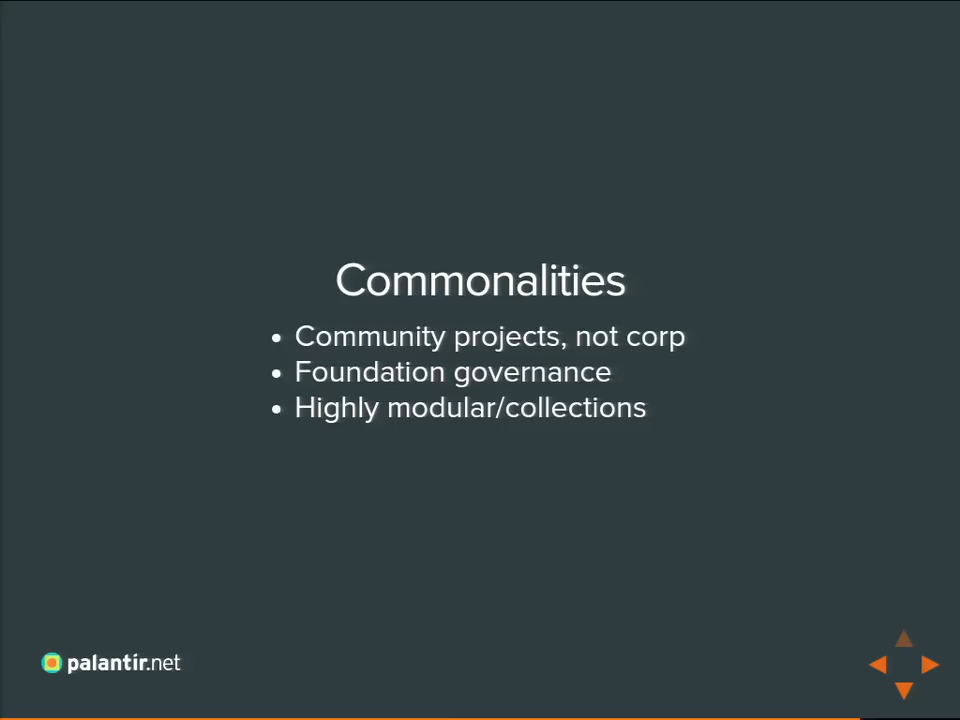 Commonalities
• Community projects, not corp
• Foundation governance
• Highly modular/collections
palantir.net